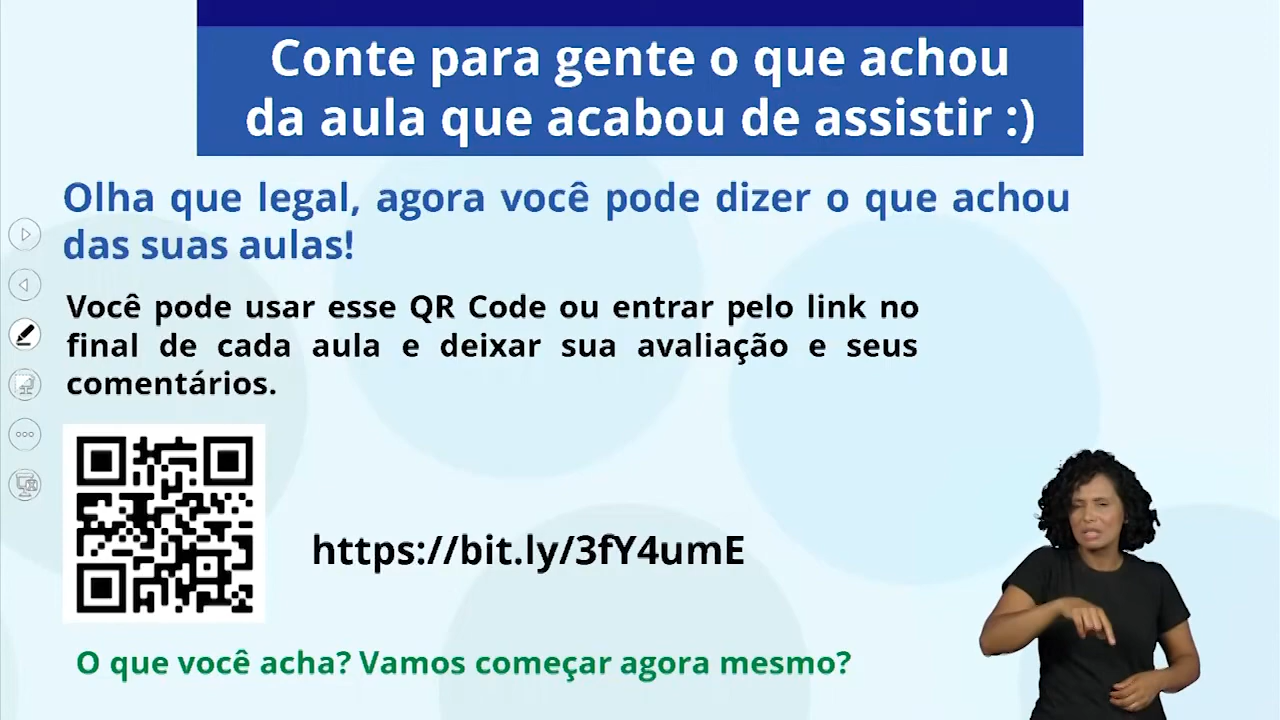 Conte para gente o que achou
da aula que acabou de assistir :)
Olha que legal, agora você pode dizer o que achou
das suas aulas!
Você pode usar esse QR Code ou entrar pelo link no
final de cada aula e deixar sua avaliação e seus
comentários.
https://bit.ly/3fY4umE
O que você acha? Vamos começar agora mesmo?